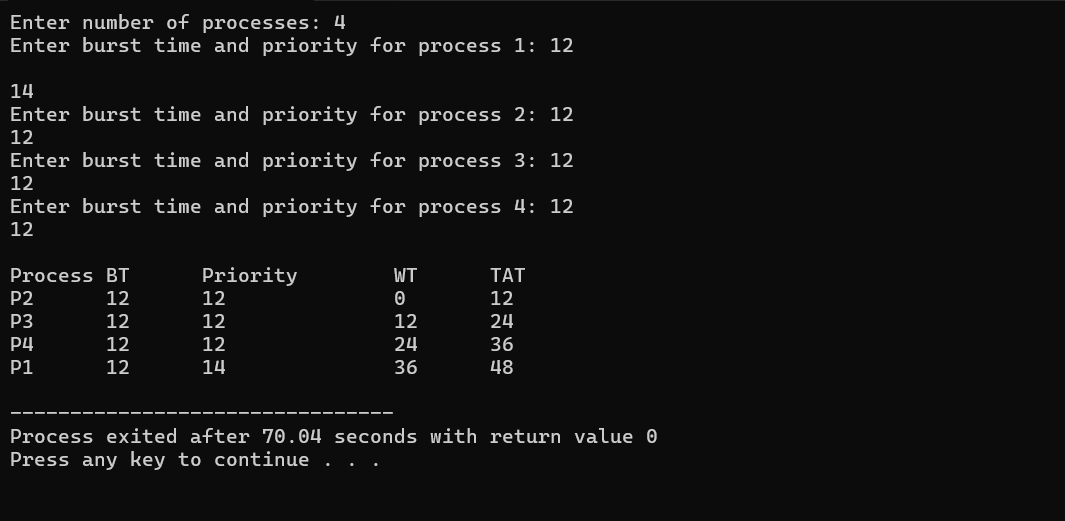 Enter number of processes: 4
Enter burst time and priority for process 1: 12
14
Enter burst time and priority for process 2: 12
12
Enter burst time and priority for process 3: 12
12
Enter burst time and priority for process 4: 12
12
Process BT      Priority        WT      TAT
P2      12      12              0       12
P3      12      12              12      24
P4      12      12              24      36
P1      12      14              36      48
--------------------------------
Process exited after 70.04 seconds with return value 0
Press any key to continue . . .